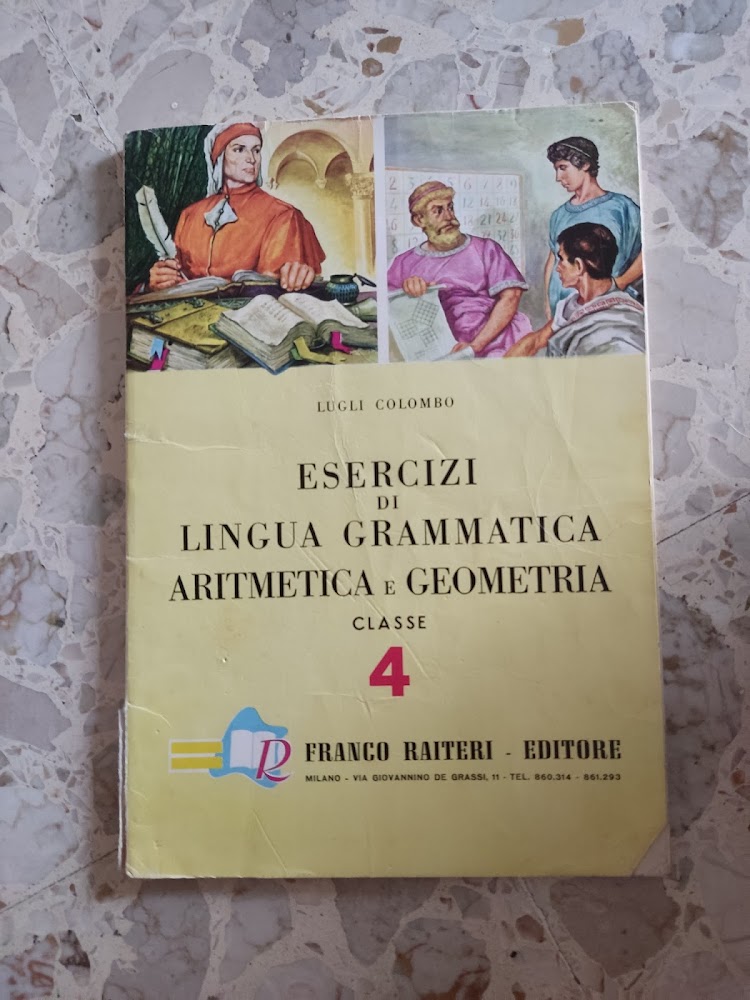 LUGLI COLOMBO
ESERCIZI
DI
LINGUA GRAMMATICA
ARITMETICA E GEOMETRIA
CLASSE
4
R FRANCO RAITERI - EDITORE
MILANO - VIA GIOVANNINO DE GRASSI, 11 - TEL. 860.314 - 861.293